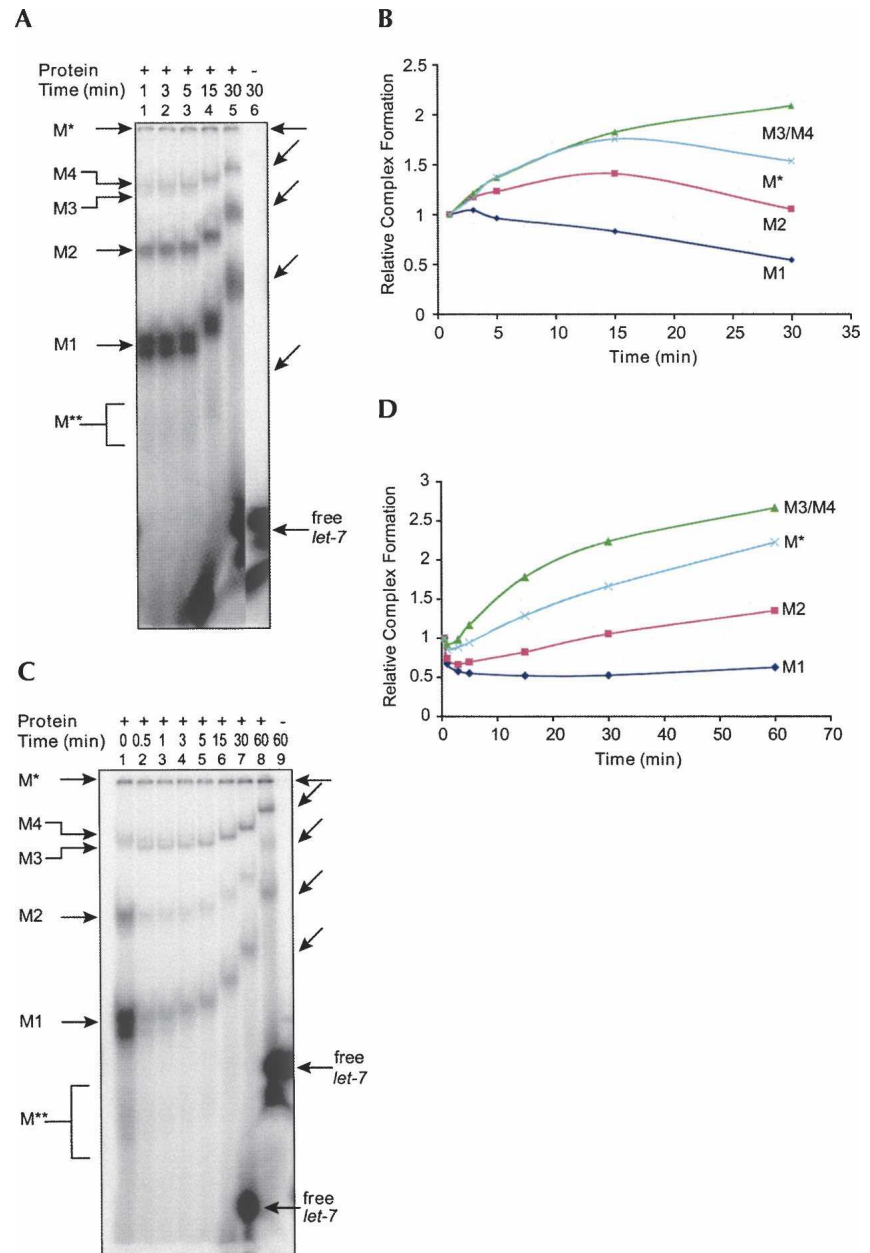 A
Protein + + + + + -
Time (min) 1 3 5 15 30 30
1 2 3 4 5 6
M*
M4
M3
M2
M1
M**
free
let-7
B
Relative Complex Formation
2.5
2
1.5
1
0.5
0
M3/M4
M*
M2
M1
0 5 10 15 20 25 30 35
Time (min)
C
Protein + + + + + + + + -
Time (min) 0 0.5 1 3 5 15 30 60 60
1 2 3 4 5 6 7 8 9
M*
M4
M3
M2
M1
M**
free
let-7
free
let-7
D
Relative Complex Formation
3
2.5
2
1.5
1
0.5
0
M3/M4
M*
M2
M1
0 10 20 30 40 50 60 70
Time (min)